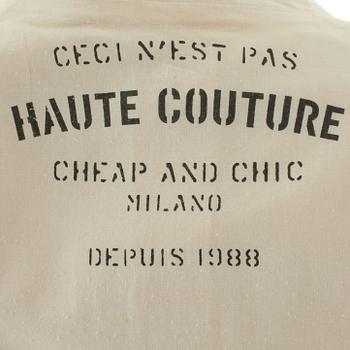 CECI N'EST PAS
HAUTE COUTURE
CHEAP AND CHIC
MILANO
DEPUIS 1988